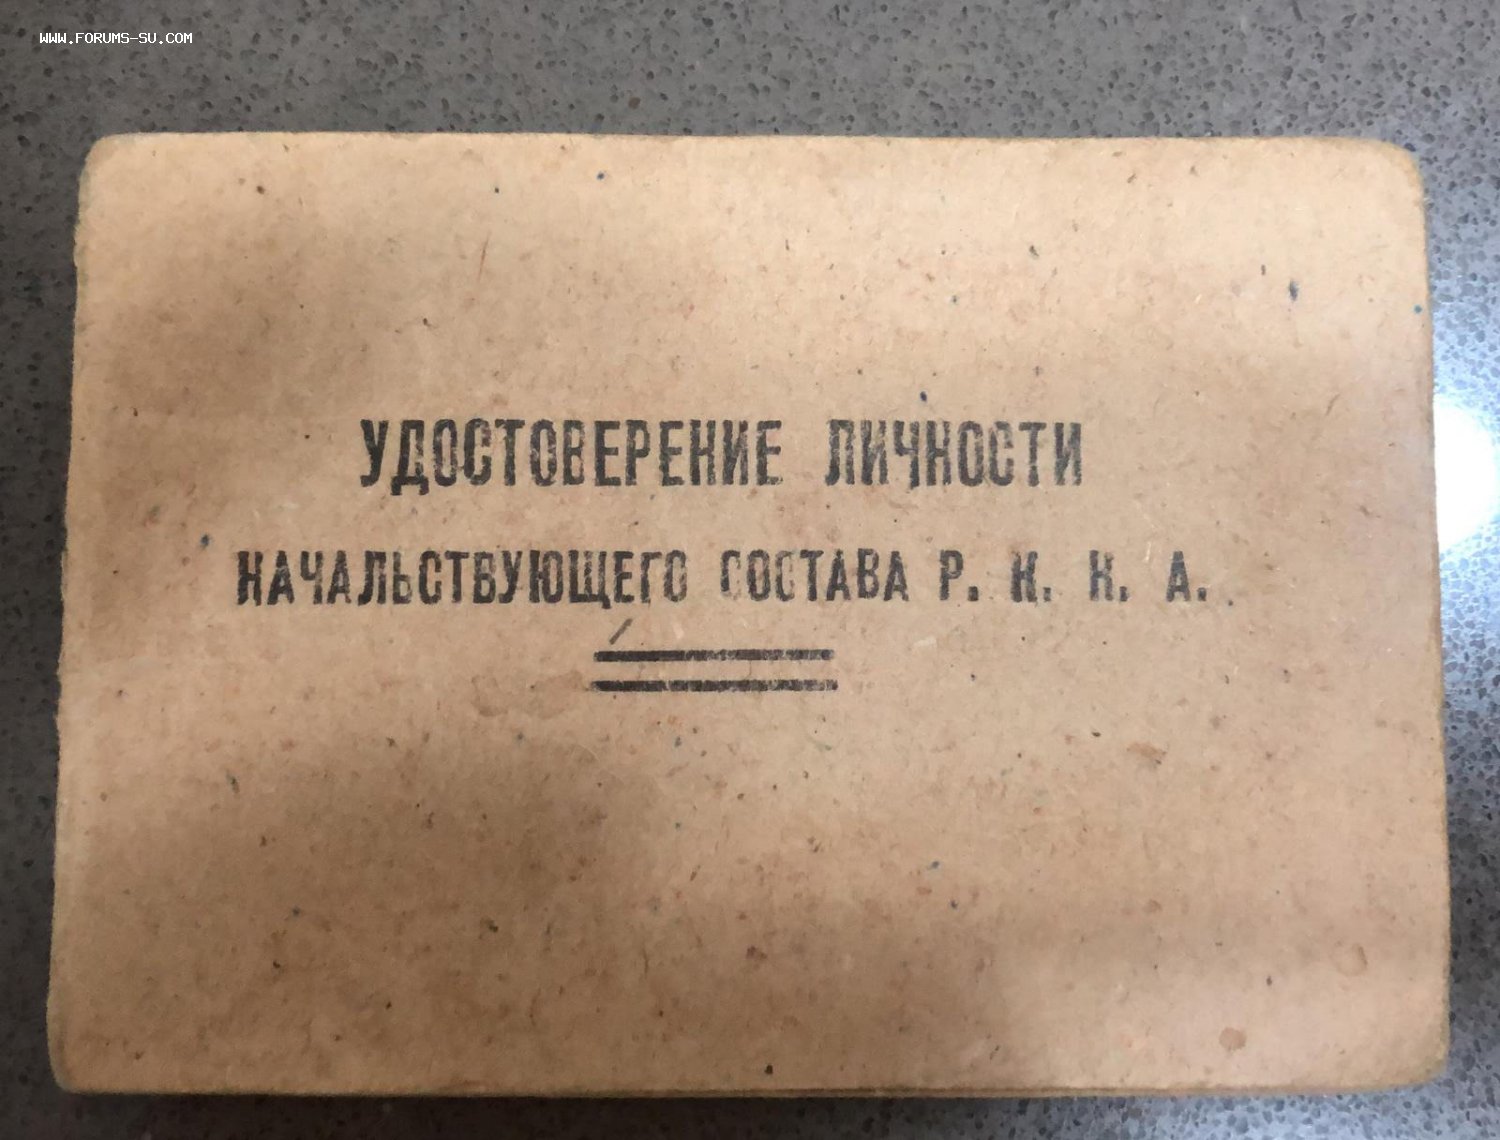 WWW.FORUMS-SU.COM
УДОСТОВЕРЕНИЕ ЛИЧНОСТИ
НАЧАЛЬСТВУЮЩЕГО СОСТАВА Р. К. К. А.